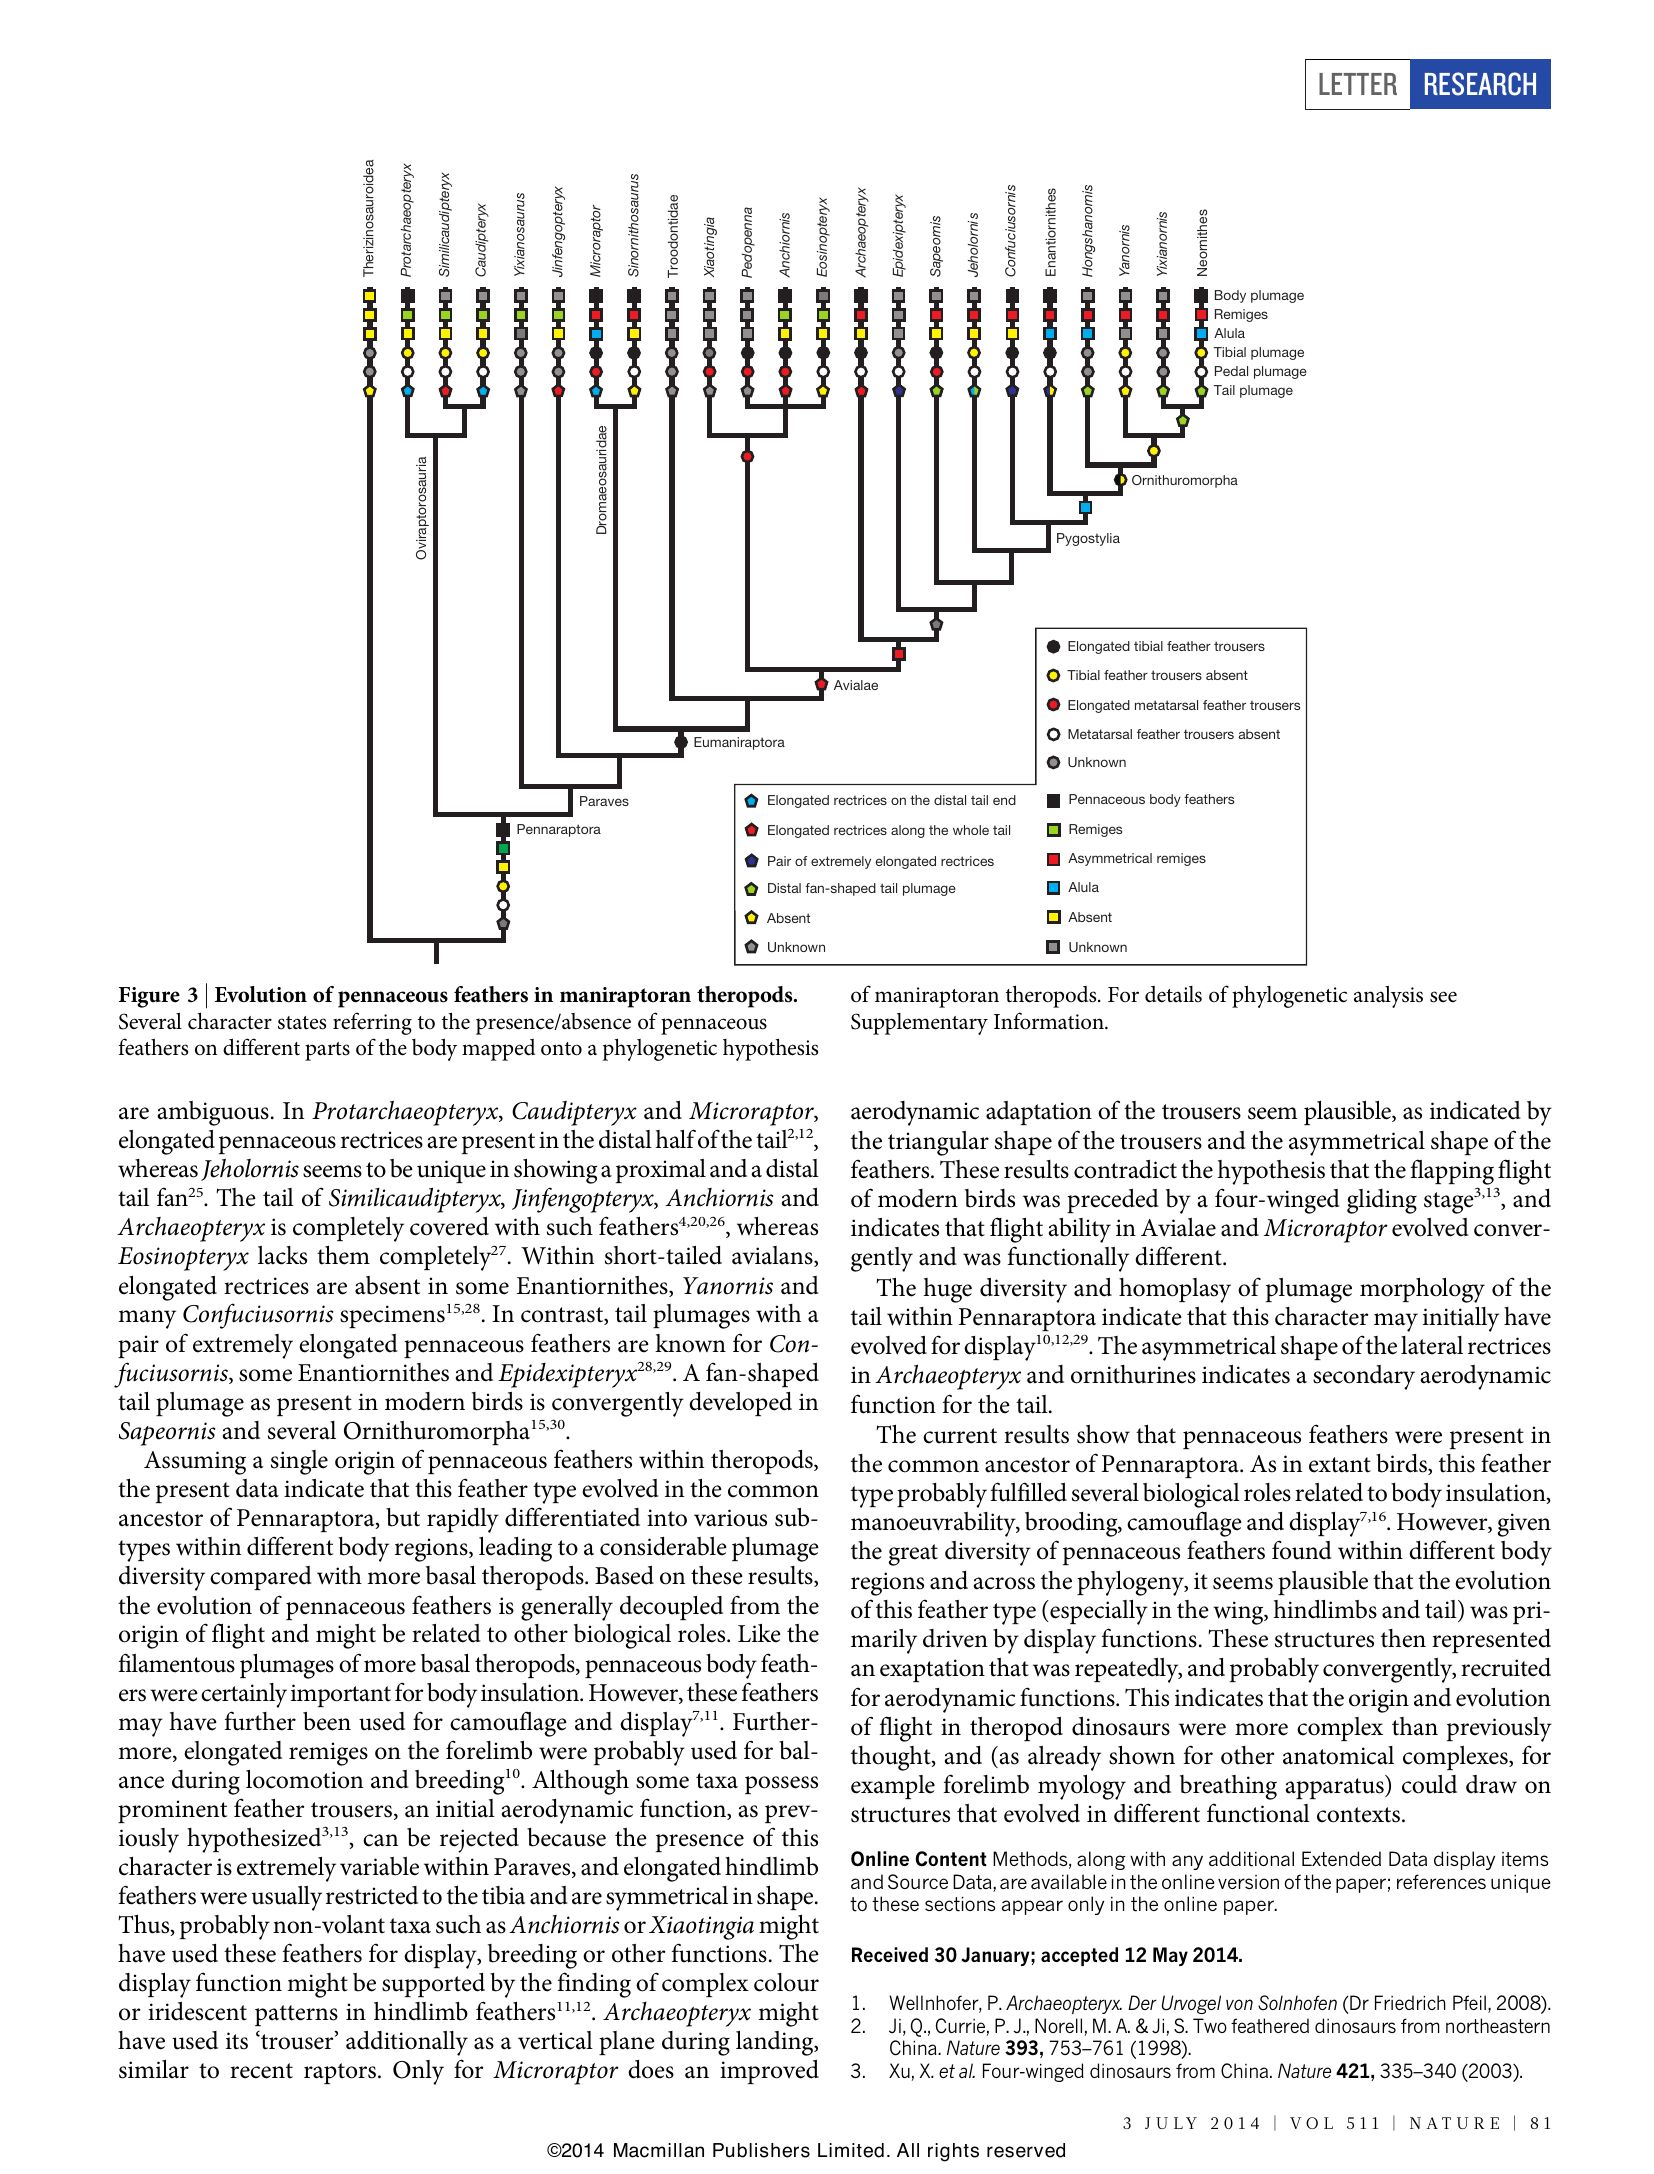 LETTER RESEARCH
Therizinosauroidea
Protarchaeopteryx
Similicaudipteryx
Caudipteryx
Yixianosaurus
Jinfengopteryx
Microraptor
Sinornithosaurus
Troodontidae
Xiaotingia
Pedopenna
Anchiornis
Eosinopteryx
Archaeopteryx
Epidexipteryx
Sapeornis
Jeholornis
Confuciusornis
Enantiornithes
Hongshanornis
Yanornis
Yixianornis
Neornithes
Body plumage
Remiges
Alula
Tibial plumage
Pedal plumage
Tail plumage
Oviraptorosauria
Dromaeosauridae
Ornithuromorpha
Pygostylia
Avialae
Eumaniraptora
Paraves
Pennaraptora
Elongated tibial feather trousers
Tibial feather trousers absent
Elongated metatarsal feather trousers
Metatarsal feather trousers absent
Unknown
Elongated rectrices on the distal tail end
Elongated rectrices along the whole tail
Pair of extremely elongated rectrices
Distal fan-shaped tail plumage
Absent
Unknown
Pennaceous body feathers
Remiges
Asymmetrical remiges
Alula
Absent
Unknown
Figure 3 | Evolution of pennaceous feathers in maniraptoran theropods.
Several character states referring to the presence/absence of pennaceous
feathers on different parts of the body mapped onto a phylogenetic hypothesis
of maniraptoran theropods. For details of phylogenetic analysis see
Supplementary Information.
are ambiguous. In Protarchaeopteryx, Caudipteryx and Microraptor,
elongated pennaceous rectrices are present in the distal half of the tail2,12,
whereas Jeholornis seems to be unique in showing a proximal and a distal
tail fan25. The tail of Similicaudipteryx, Jinfengopteryx, Anchiornis and
Archaeopteryx is completely covered with such feathers4,20,26, whereas
Eosinopteryx lacks them completely27. Within short-tailed avialans,
elongated rectrices are absent in some Enantiornithes, Yanornis and
many Confuciusornis specimens15,28. In contrast, tail plumages with a
pair of extremely elongated pennaceous feathers are known for Con-
fuciusornis, some Enantiornithes and Epidexipteryx28,29. A fan-shaped
tail plumage as present in modern birds is convergently developed in
Sapeornis and several Ornithuromorpha15,30.
Assuming a single origin of pennaceous feathers within theropods,
the present data indicate that this feather type evolved in the common
ancestor of Pennaraptora, but rapidly differentiated into various sub-
types within different body regions, leading to a considerable plumage
diversity compared with more basal theropods. Based on these results,
the evolution of pennaceous feathers is generally decoupled from the
origin of flight and might be related to other biological roles. Like the
filamentous plumages of more basal theropods, pennaceous body feath-
ers were certainly important for body insulation. However, these feathers
may have further been used for camouflage and display7,11. Further-
more, elongated remiges on the forelimb were probably used for bal-
ance during locomotion and breeding10. Although some taxa possess
prominent feather trousers, an initial aerodynamic function, as prev-
iously hypothesized3,13, can be rejected because the presence of this
character is extremely variable within Paraves, and elongated hindlimb
feathers were usually restricted to the tibia and are symmetrical in shape.
Thus, probably non-volant taxa such as Anchiornis or Xiaotingia might
have used these feathers for display, breeding or other functions. The
display function might be supported by the finding of complex colour
or iridescent patterns in hindlimb feathers11,12. Archaeopteryx might
have used its ‘trouser’ additionally as a vertical plane during landing,
similar to recent raptors. Only for Microraptor does an improved
aerodynamic adaptation of the trousers seem plausible, as indicated by
the triangular shape of the trousers and the asymmetrical shape of the
feathers. These results contradict the hypothesis that the flapping flight
of modern birds was preceded by a four-winged gliding stage3,13, and
indicates that flight ability in Avialae and Microraptor evolved conver-
gently and was functionally different.
The huge diversity and homoplasy of plumage morphology of the
tail within Pennaraptora indicate that this character may initially have
evolved for display10,12,29. The asymmetrical shape of the lateral rectrices
in Archaeopteryx and ornithurines indicates a secondary aerodynamic
function for the tail.
The current results show that pennaceous feathers were present in
the common ancestor of Pennaraptora. As in extant birds, this feather
type probably fulfilled several biological roles related to body insulation,
manoeuvrability, brooding, camouflage and display7,16. However, given
the great diversity of pennaceous feathers found within different body
regions and across the phylogeny, it seems plausible that the evolution
of this feather type (especially in the wing, hindlimbs and tail) was pri-
marily driven by display functions. These structures then represented
an exaptation that was repeatedly, and probably convergently, recruited
for aerodynamic functions. This indicates that the origin and evolution
of flight in theropod dinosaurs were more complex than previously
thought, and (as already shown for other anatomical complexes, for
example forelimb myology and breathing apparatus) could draw on
structures that evolved in different functional contexts.
Online Content Methods, along with any additional Extended Data display items
and Source Data, are available in the online version of the paper; references unique
to these sections appear only in the online paper.
Received 30 January; accepted 12 May 2014.
1. Wellnhofer, P. Archaeopteryx. Der Urvogel von Solnhofen (Dr Friedrich Pfeil, 2008).
2. Ji, Q., Currie, P. J., Norell, M. A. & Ji, S. Two feathered dinosaurs from northeastern
China. Nature 393, 753–761 (1998).
3. Xu, X. et al. Four-winged dinosaurs from China. Nature 421, 335–340 (2003).
3 JULY 2014 | VOL 511 | NATURE | 81
©2014 Macmillan Publishers Limited. All rights reserved